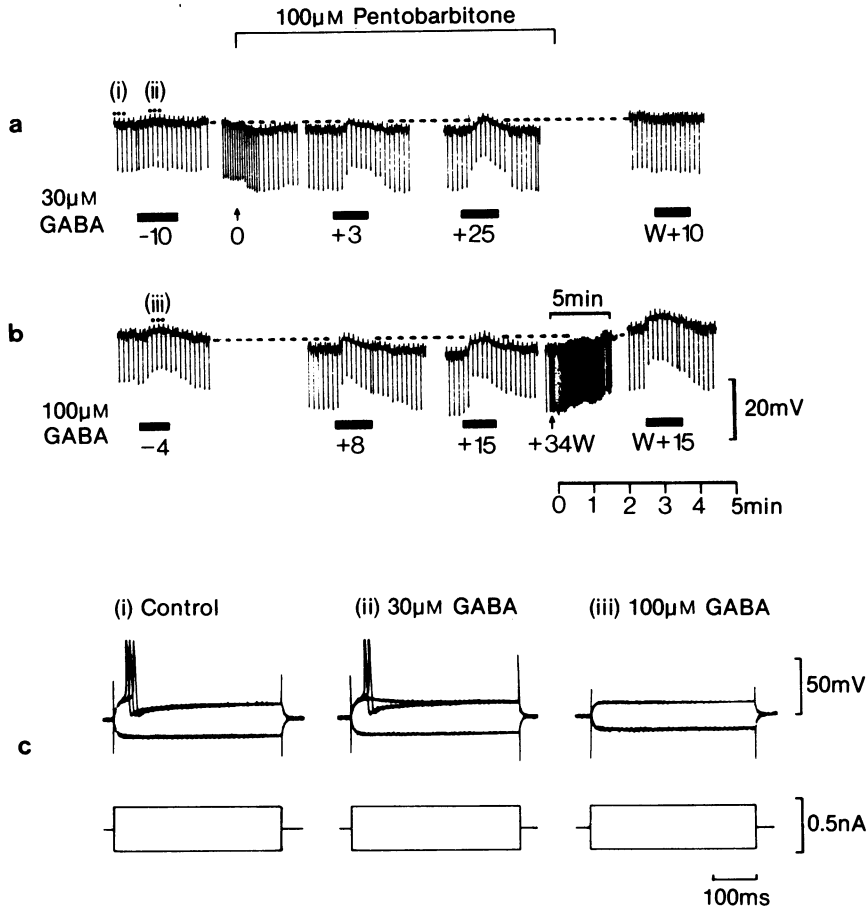 100µM Pentobarbitone
(i) (ii)
a
30µM
GABA
-10 0 +3 +25 W+10
(iii) 5min
b
100µM
GABA
20mV
-4 +8 +15 +34W W+15
0 1 2 3 4 5min
(i) Control (ii) 30µM GABA (iii) 100µM GABA
50mV
c
0.5nA
100ms